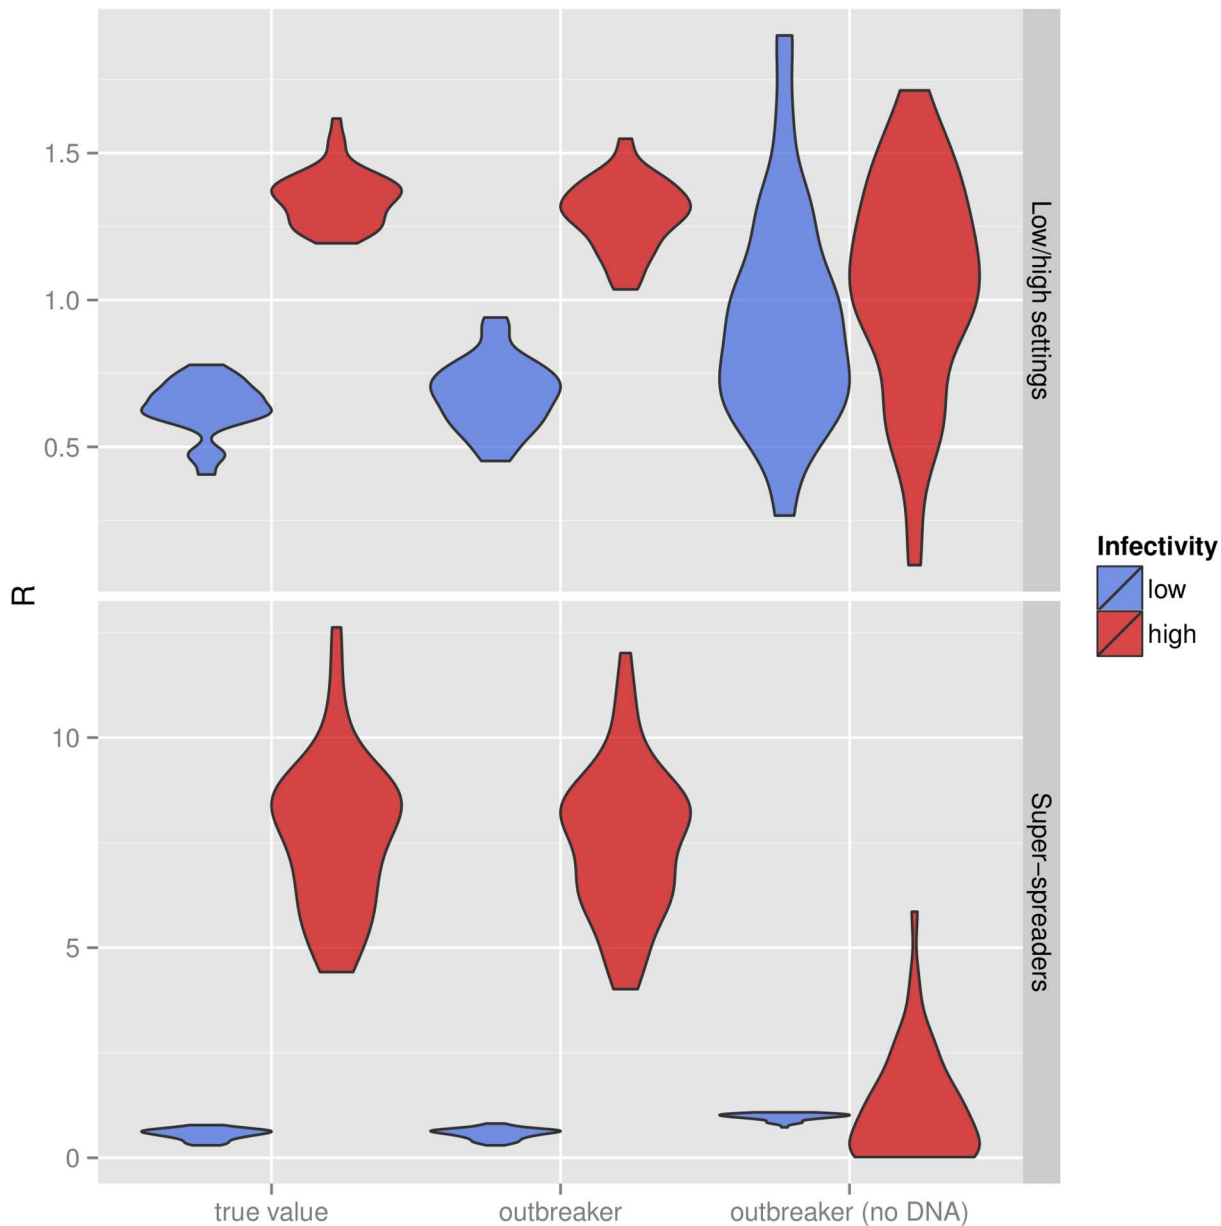 1.5
1.0
0.5
Low/high settings
R
10
5
0
Super−spreaders
true value
outbreaker
outbreaker (no DNA)
Infectivity
low
high